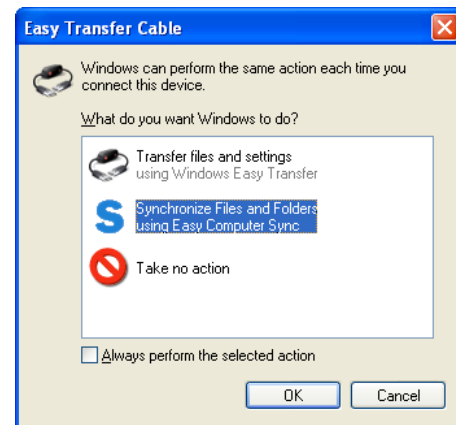 Easy Transfer Cable
Windows can perform the same action each time you
connect this device.
What do you want Windows to do?
Transfer files and settings
using Windows Easy Transfer
Synchronize Files and Folders
using Easy Computer Sync
Take no action
Always perform the selected action
OK Cancel